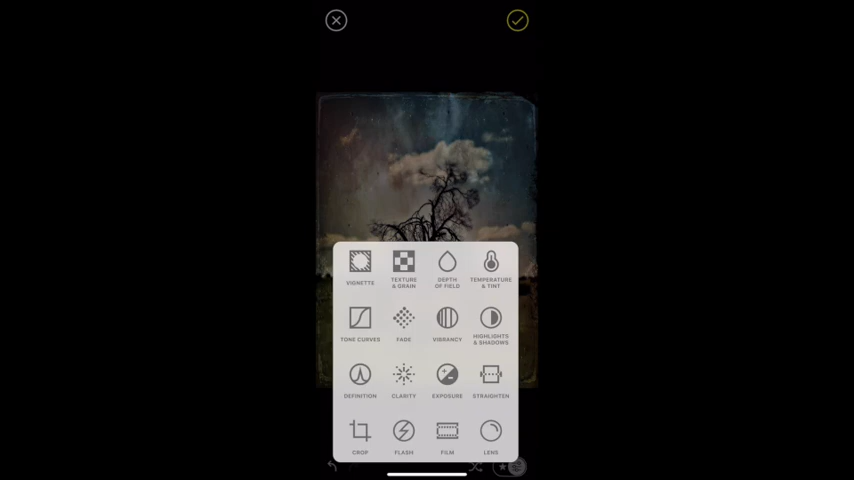 VIGNETTE
TEXTURE
& GRAIN
DEPTH
OF FIELD
TEMPERATURE
& TINT
TONE CURVES
FADE
VIBRANCY
HIGHLIGHTS
& SHADOWS
DEFINITION
CLARITY
EXPOSURE
STRAIGHTEN
CROP
FLASH
FILM
LENS